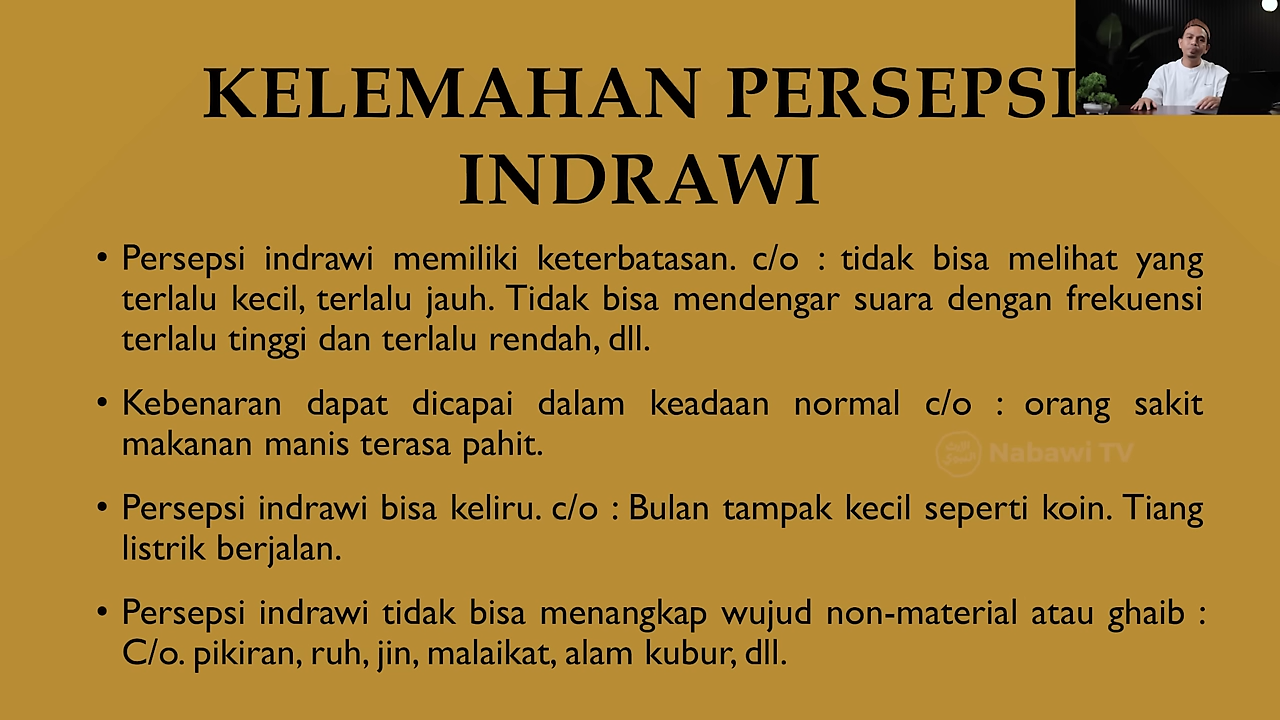 KELEMAHAN PERSEPSI
INDRAWI
• Persepsi indrawi memiliki keterbatasan. c/o : tidak bisa melihat yang
terlalu kecil, terlalu jauh. Tidak bisa mendengar suara dengan frekuensi
terlalu tinggi dan terlalu rendah, dll.
• Kebenaran dapat dicapai dalam keadaan normal c/o : orang sakit
makanan manis terasa pahit.
Nabawi TV
• Persepsi indrawi bisa keliru. c/o : Bulan tampak kecil seperti koin. Tiang
listrik berjalan.
• Persepsi indrawi tidak bisa menangkap wujud non-material atau ghaib :
C/o. pikiran, ruh, jin, malaikat, alam kubur, dll.